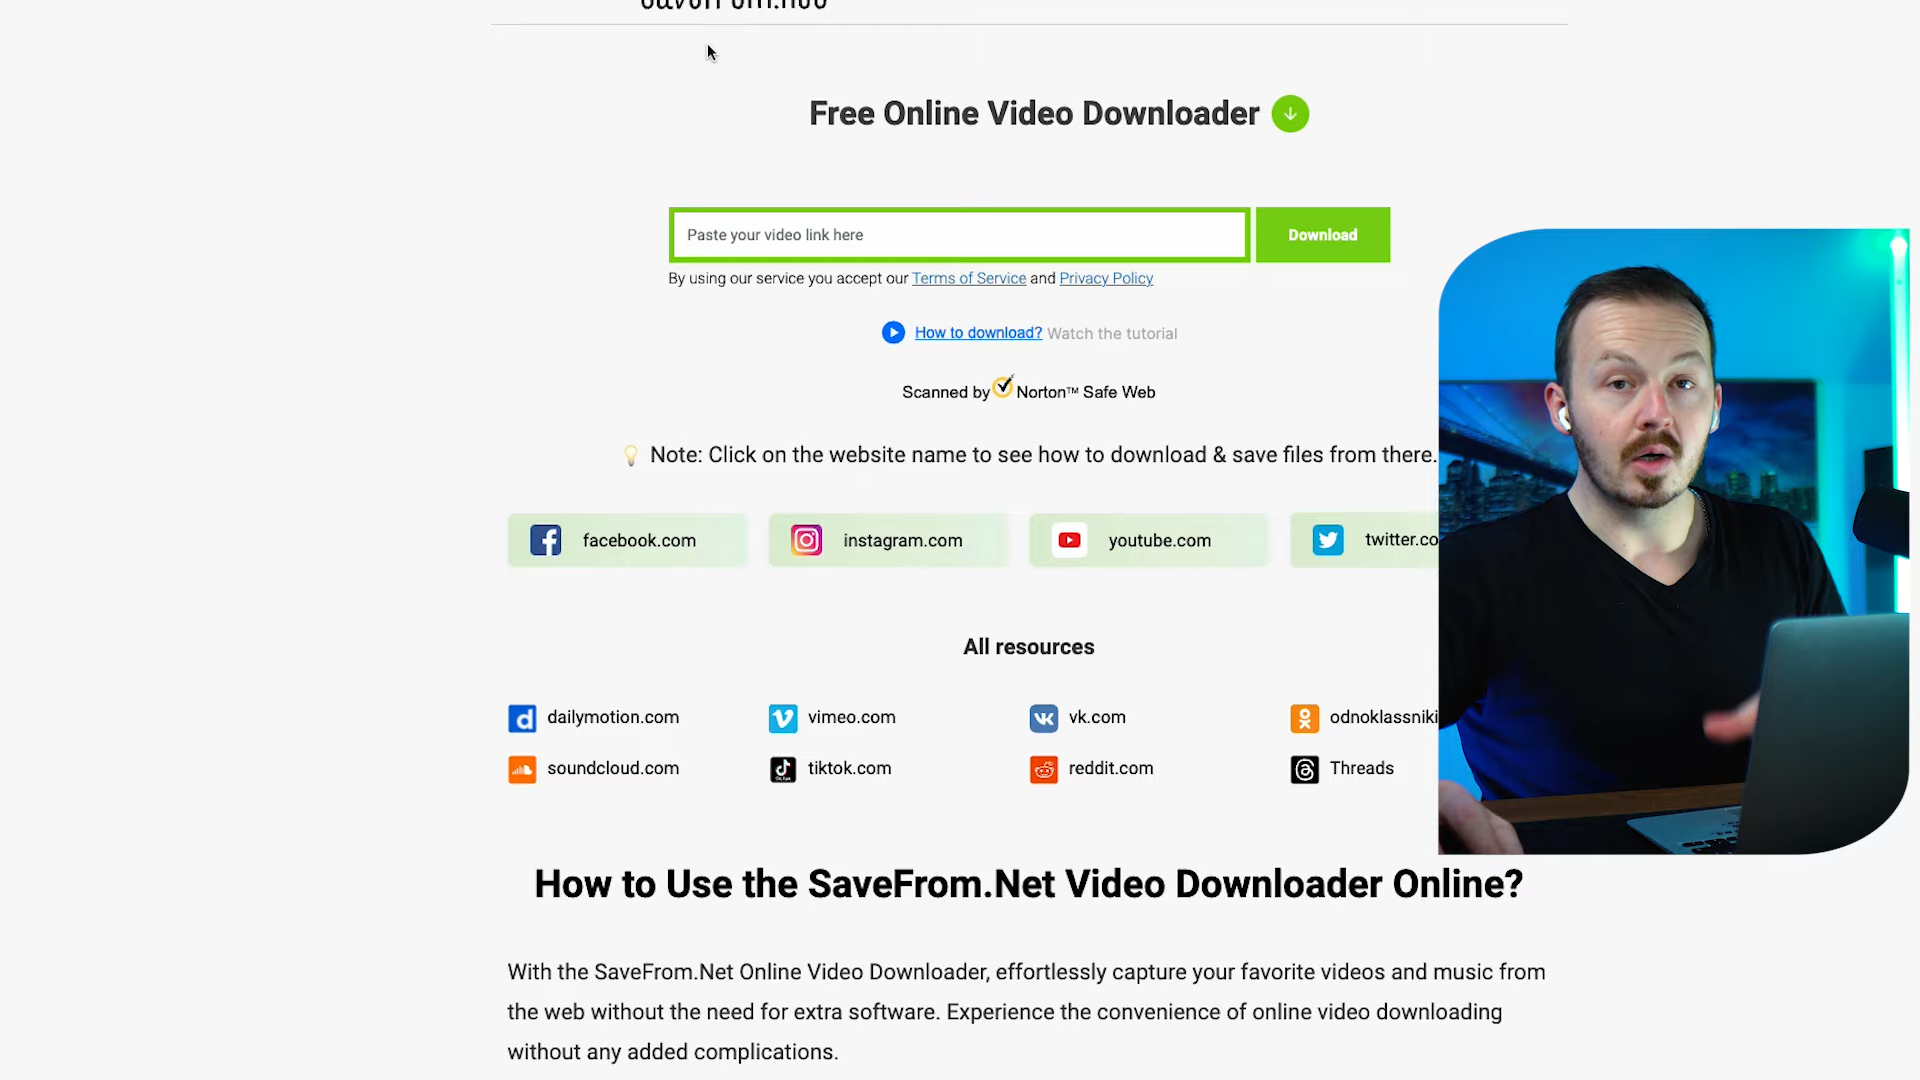 Free Online Video Downloader
Paste your video link here
Download
By using our service you accept our Terms of Service and Privacy Policy
How to download? Watch the tutorial
Scanned by Norton™ Safe Web
Note: Click on the website name to see how to download & save files from there.
facebook.com
instagram.com
youtube.com
twitter.co
All resources
dailymotion.com
vimeo.com
vk.com
odnoklassniki
soundcloud.com
tiktok.com
reddit.com
Threads
How to Use the SaveFrom.Net Video Downloader Online?
With the SaveFrom.Net Online Video Downloader, effortlessly capture your favorite videos and music from
the web without the need for extra software. Experience the convenience of online video downloading
without any added complications.